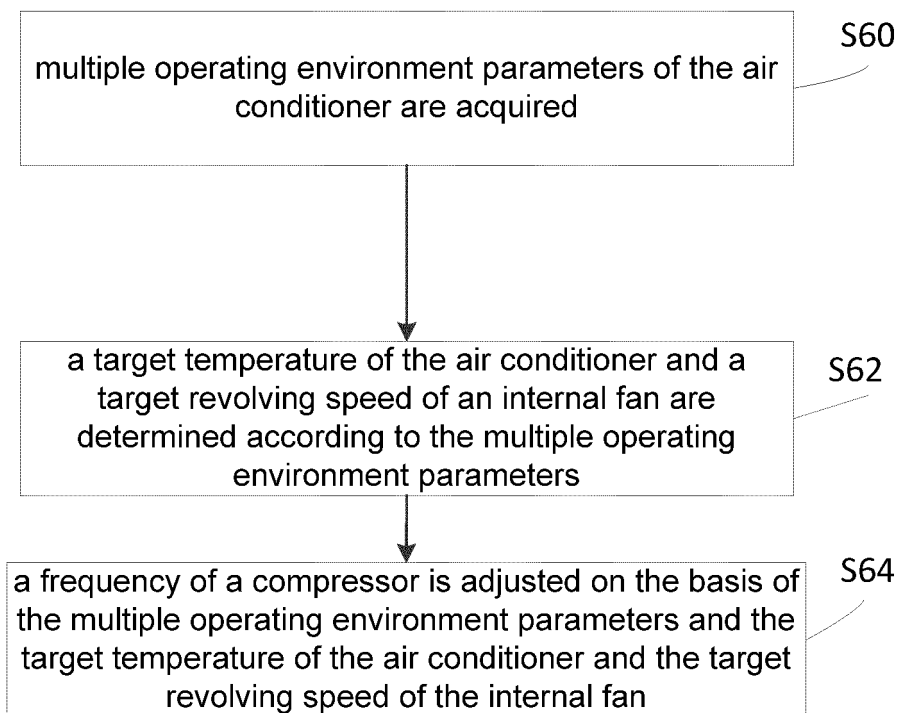 S60
multiple operating environment parameters of the air
conditioner are acquired
S62
a target temperature of the air conditioner and a
target revolving speed of an internal fan are
determined according to the multiple operating
environment parameters
S64
a frequency of a compressor is adjusted on the basis of
the multiple operating environment parameters and the
target temperature of the air conditioner and the target
revolving speed of the internal fan